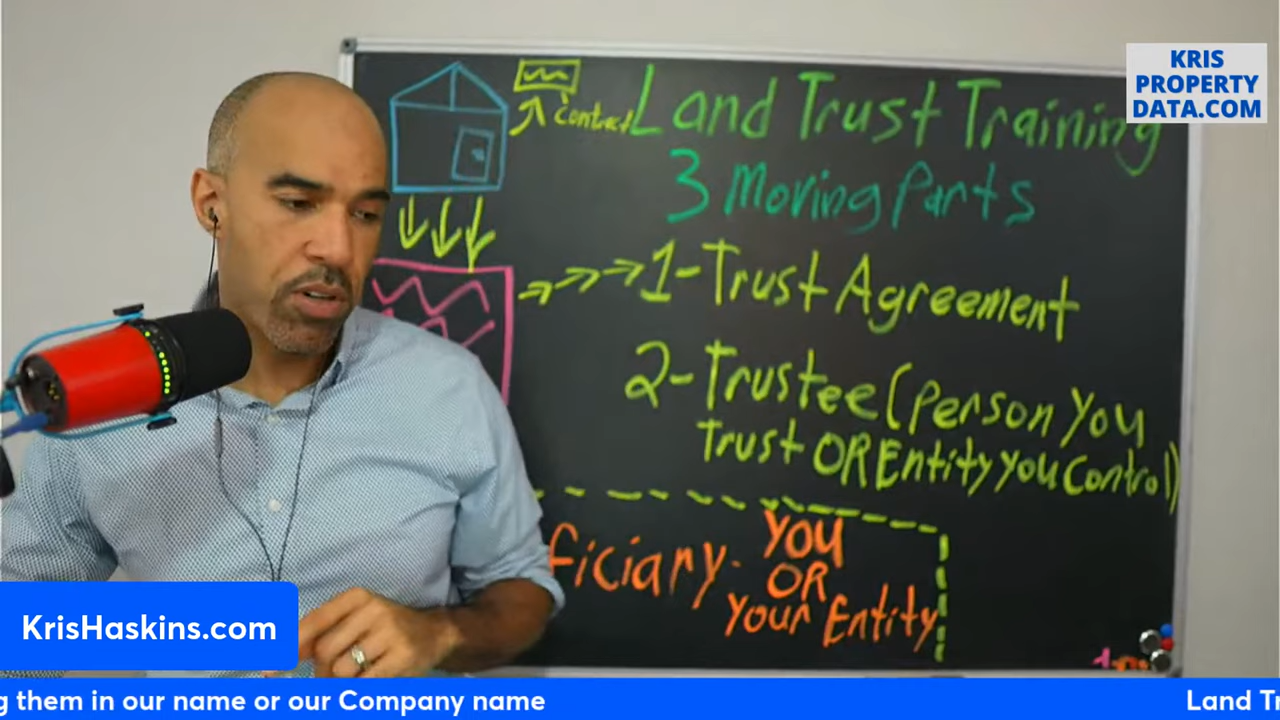 KRIS
PROPERTY
DATA.COM
Contract
Land Trust Training
3 Moving Parts
1-Trust Agreement
2-Trustee (Person You
Trust OR Entity You Control)
ficiary- You
OR
Your Entity
KrisHaskins.com
g them in our name or our Company name
Land Tr